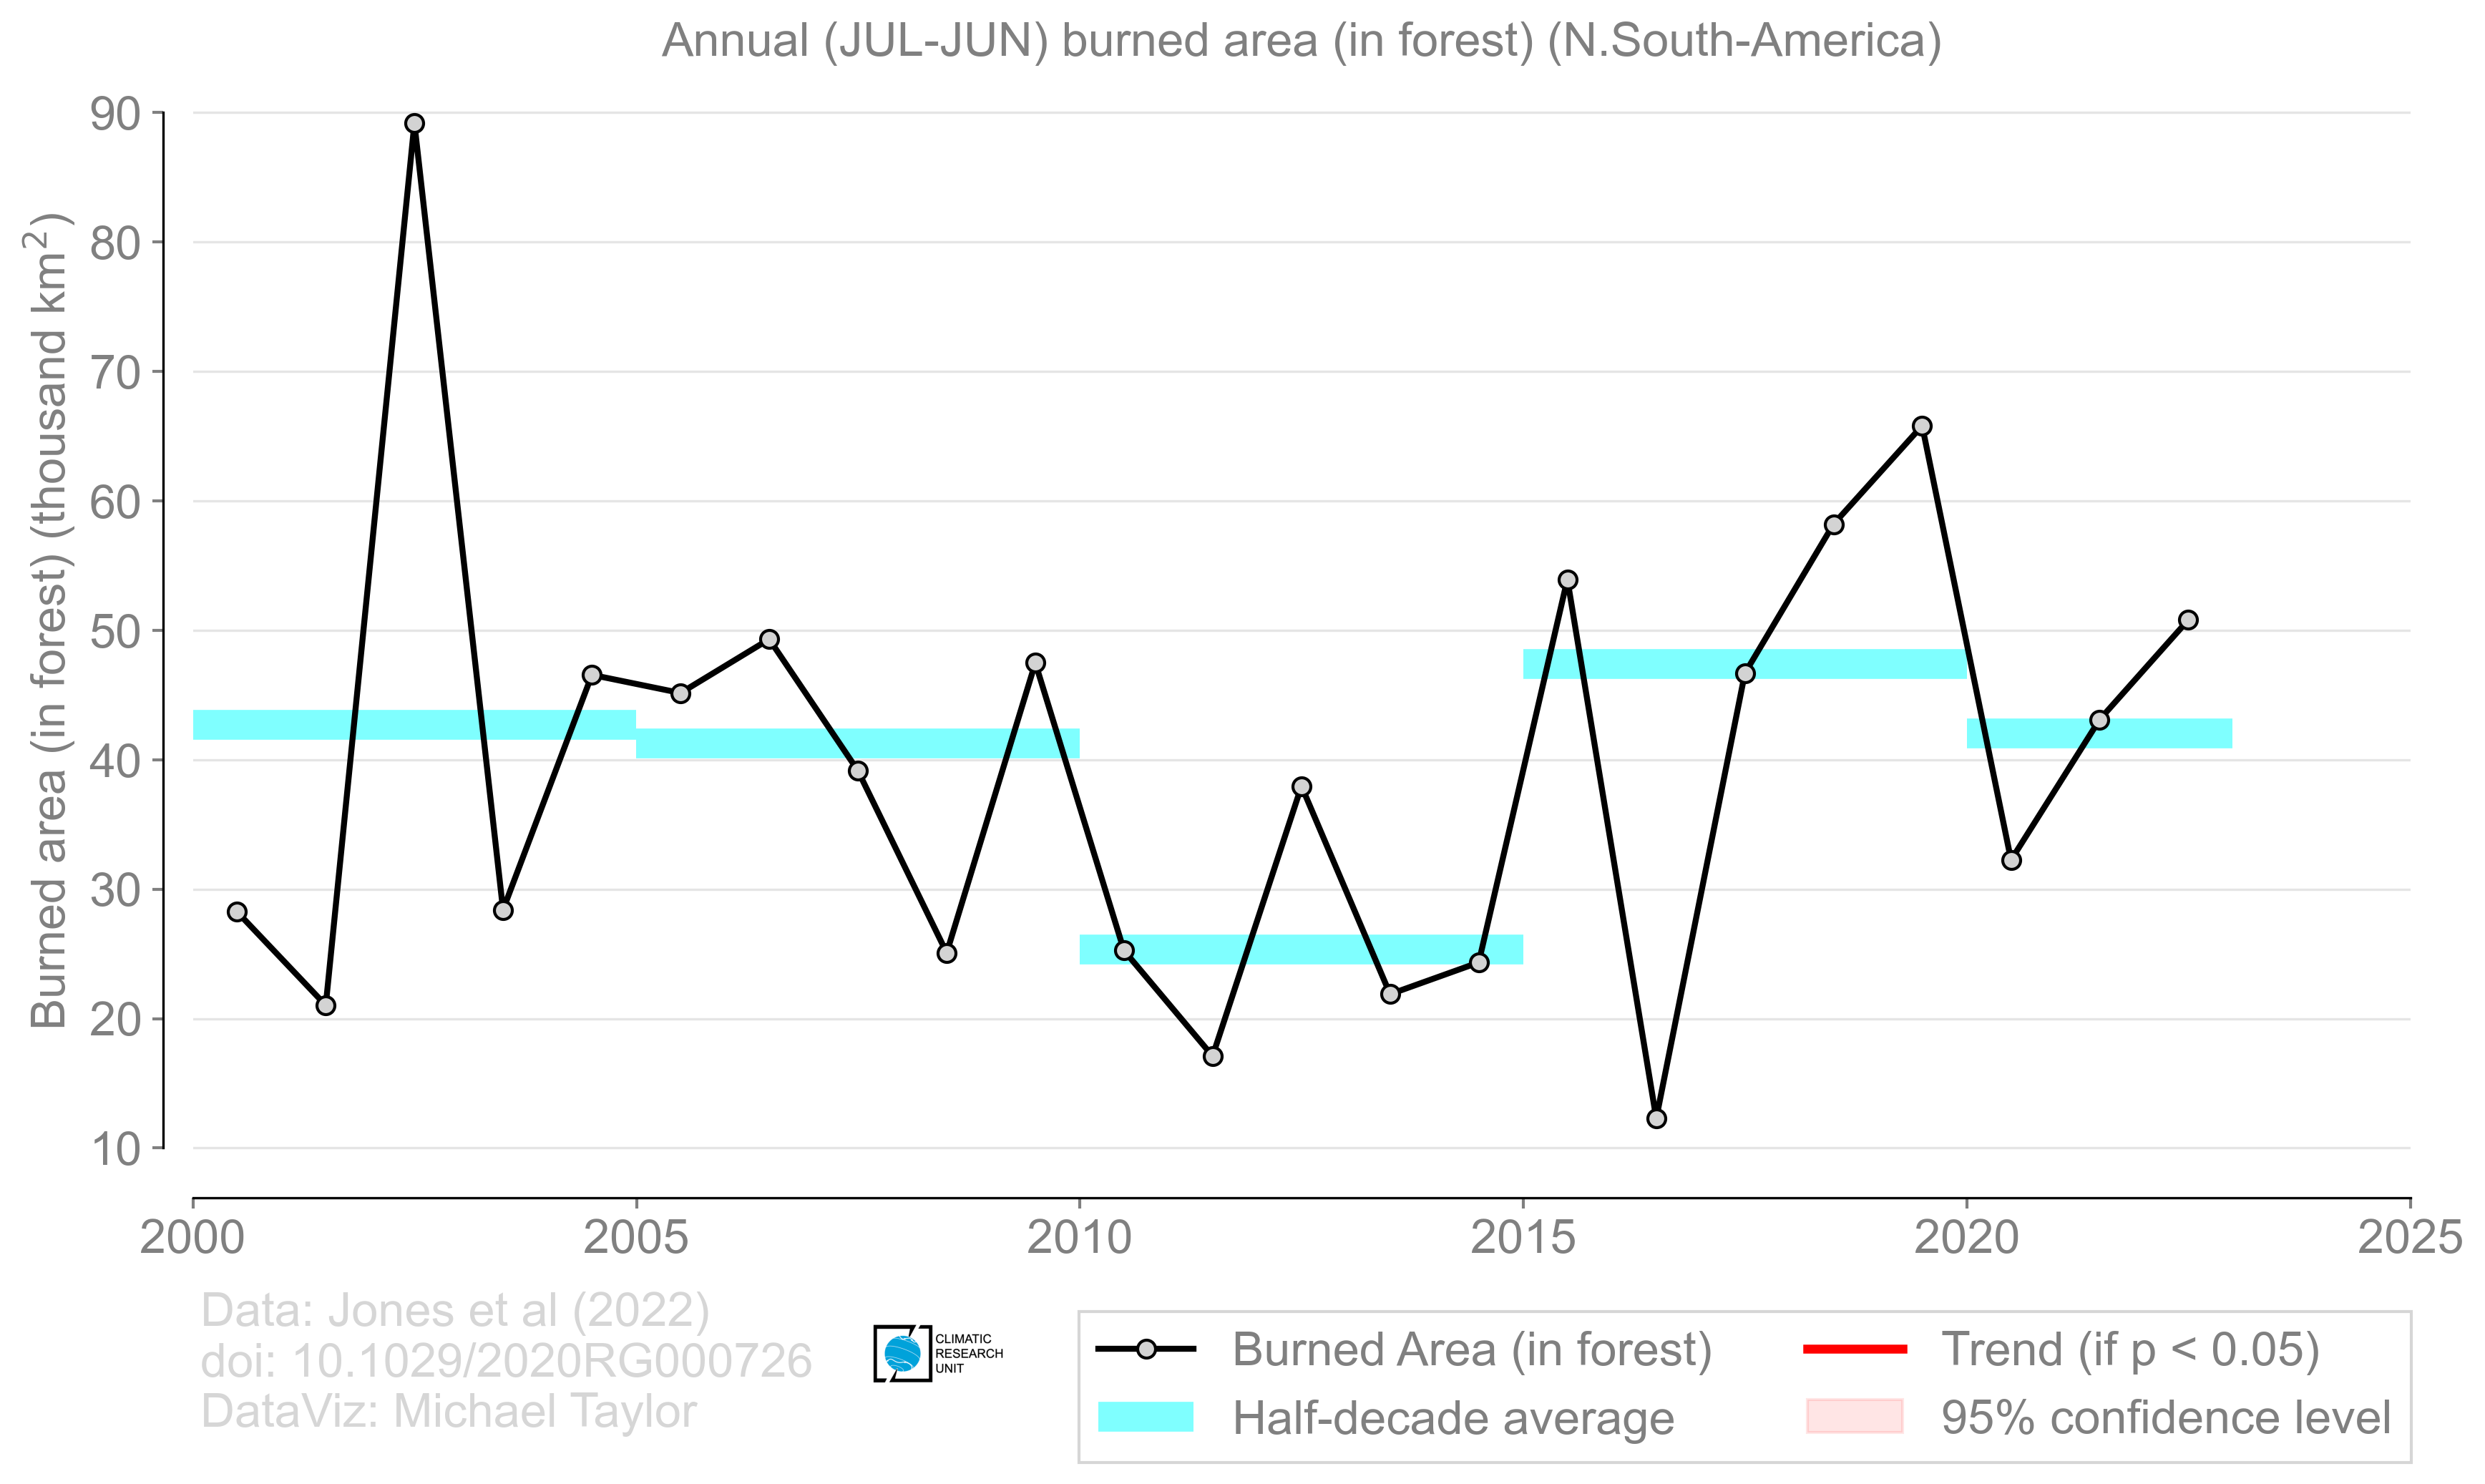 Annual (JUL-JUN) burned area (in forest) (N.South-America)
Burned area (in forest) (thousand km²)
90
80
70
60
50
40
30
20
10
2000 2005 2010 2015 2020 2025
Data: Jones et al (2022)
doi: 10.1029/2020RG000726
DataViz: Michael Taylor
CLIMATIC
RESEARCH
UNIT
Burned Area (in forest)
Half-decade average
Trend (if p < 0.05)
95% confidence level